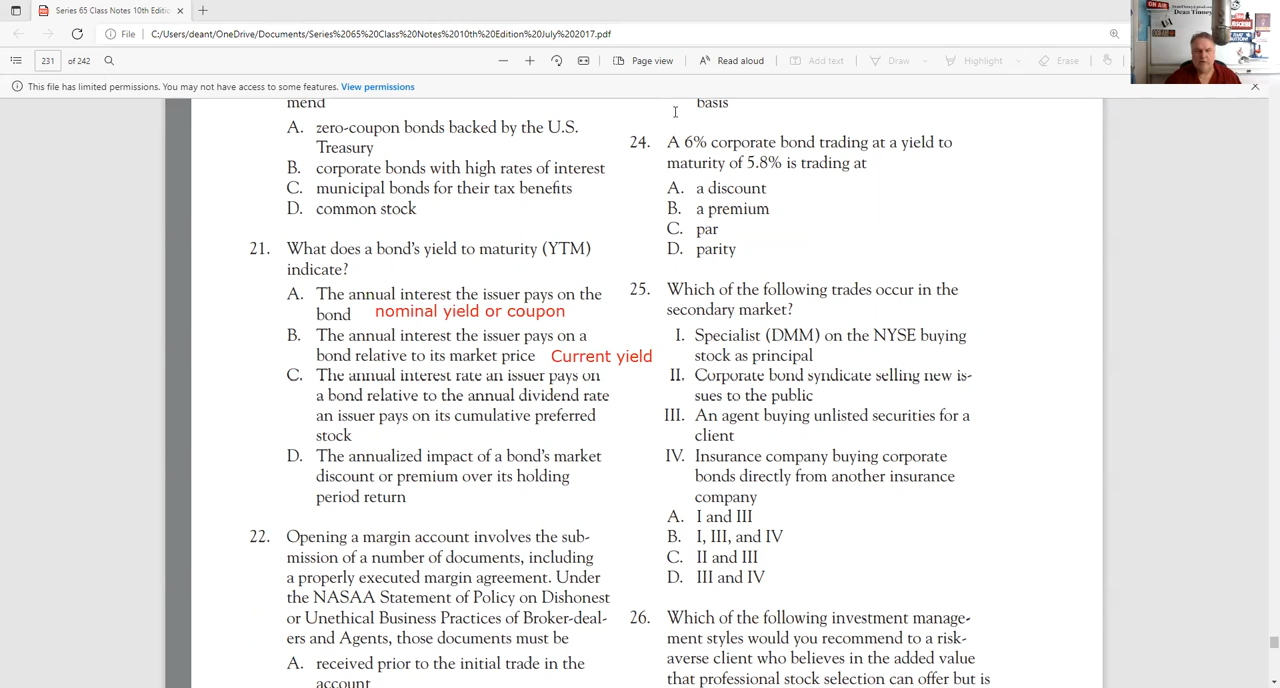 Series 65 Class Notes 10th Edition
File
C:/Users/deant/OneDrive/Documents/Series%2065%20Class%20Notes%2010th%20Edition%20July%202017.pdf
231 of 242
Page view
Read aloud
Add text
Draw
Highlight
Erase
This file has limited permissions. You may not have access to some features. View permissions
ON AIR
Dean Tinney
mend
A. zero-coupon bonds backed by the U.S.
Treasury
B. corporate bonds with high rates of interest
C. municipal bonds for their tax benefits
D. common stock
21. What does a bond's yield to maturity (YTM)
indicate?
A. The annual interest the issuer pays on the
bond nominal yield or coupon
B. The annual interest the issuer pays on a
bond relative to its market price Current yield
C. The annual interest rate an issuer pays on
a bond relative to the annual dividend rate
an issuer pays on its cumulative preferred
stock
D. The annualized impact of a bond's market
discount or premium over its holding
period return
22. Opening a margin account involves the sub-
mission of a number of documents, including
a properly executed margin agreement. Under
the NASAA Statement of Policy on Dishonest
or Unethical Business Practices of Broker-deal-
ers and Agents, those documents must be
A. received prior to the initial trade in the
account
basis
24. A 6% corporate bond trading at a yield to
maturity of 5.8% is trading at
A. a discount
B. a premium
C. par
D. parity
25. Which of the following trades occur in the
secondary market?
I. Specialist (DMM) on the NYSE buying
stock as principal
II. Corporate bond syndicate selling new is-
sues to the public
III. An agent buying unlisted securities for a
client
IV. Insurance company buying corporate
bonds directly from another insurance
company
A. I and III
B. I, III, and IV
C. II and III
D. III and IV
26. Which of the following investment manage-
ment styles would you recommend to a risk-
averse client who believes in the added value
that professional stock selection can offer but is